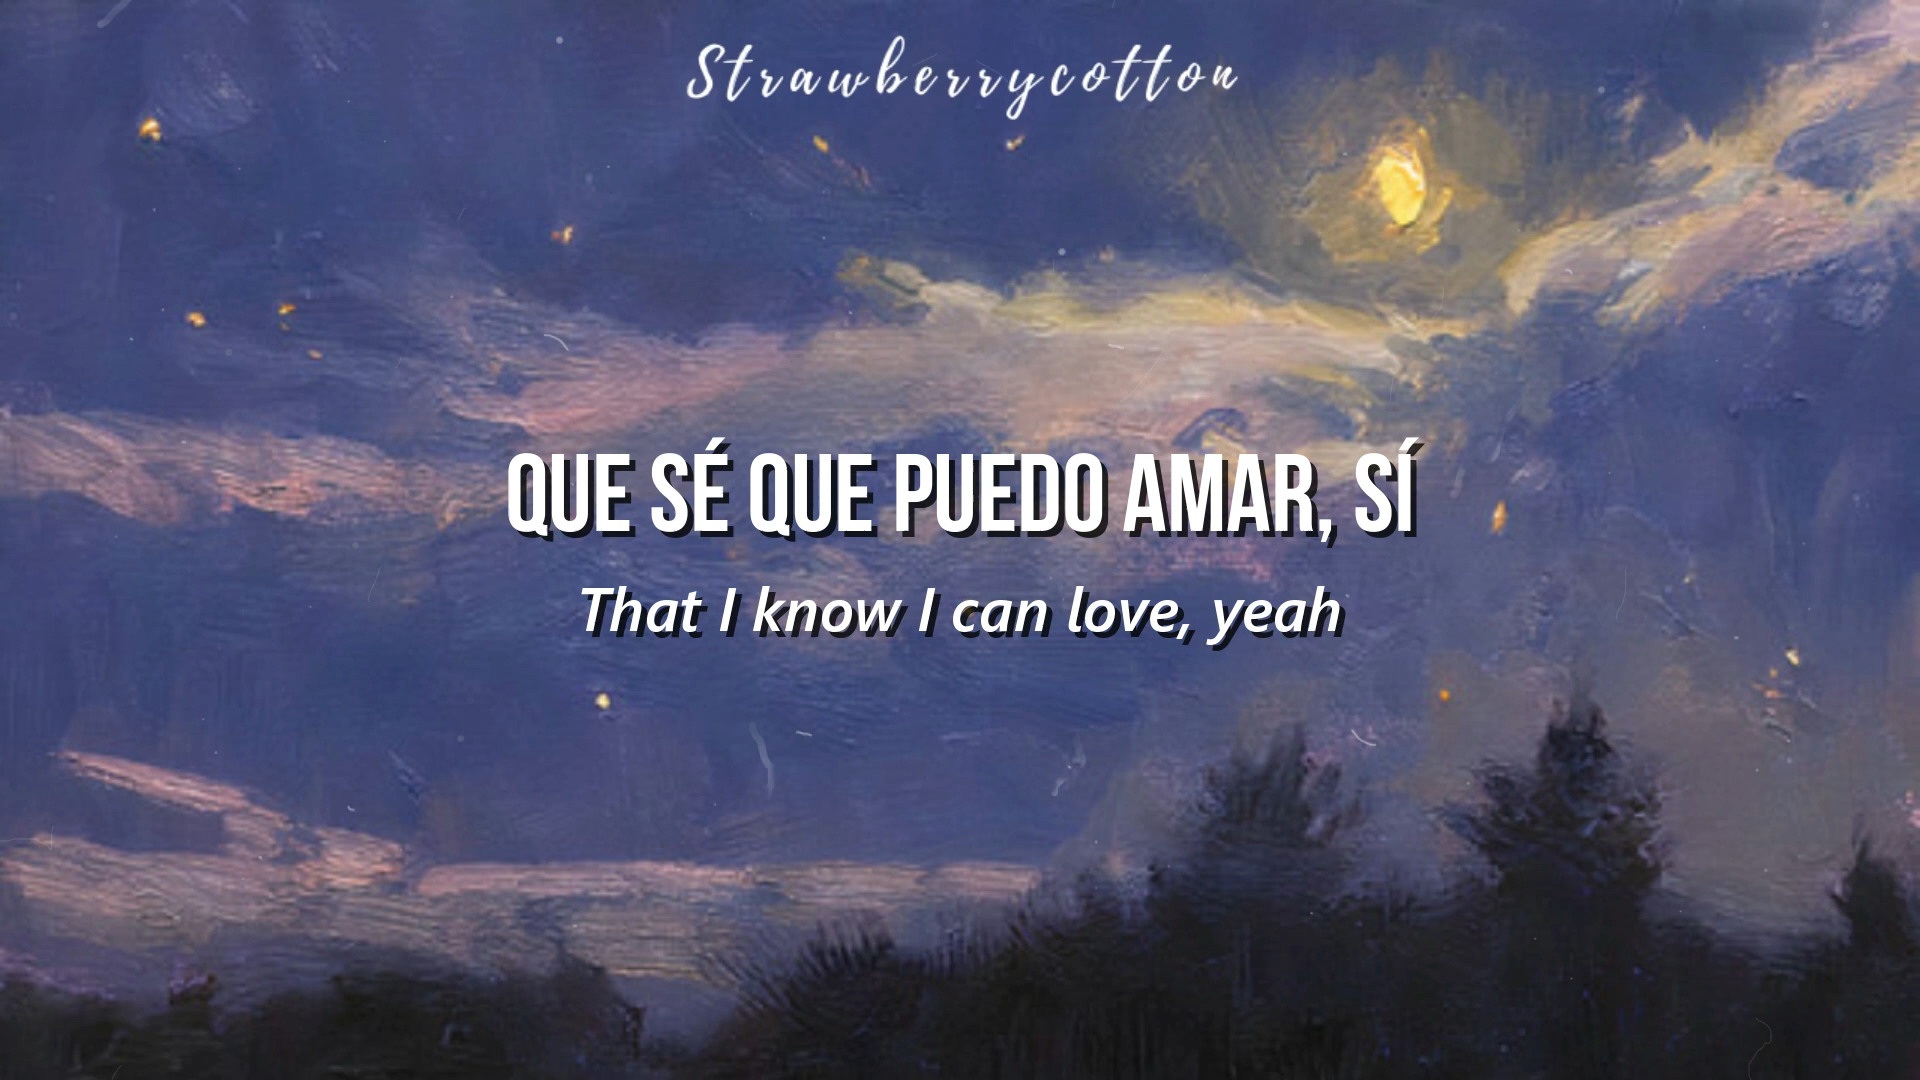 Strawberrycotton
QUE SÉ QUE PUEDO AMAR, SÍ
That I know I can love, yeah